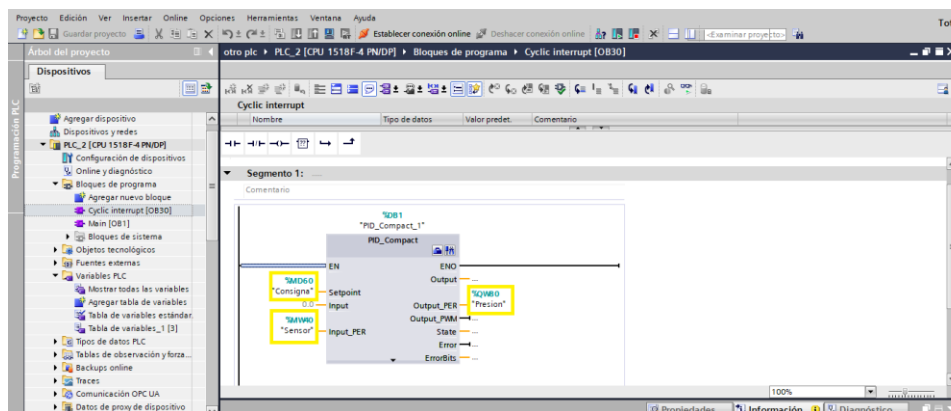 Proyecto Edición Ver Insertar Online Opciones Herramientas Ventana Ayuda
Guardar proyecto
Establecer conexión online
Deshacer conexión online
<Examinar proyecto>
Árbol del proyecto
otro plc ▸ PLC_2 [CPU 1518F-4 PN/DP] ▸ Bloques de programa ▸ Cyclic interrupt [OB30]
Dispositivos
Programación PLC
Agregar dispositivo
Dispositivos y redes
PLC_2 [CPU 1518F-4 PN/DP]
Configuración de dispositivos
Online y diagnóstico
Bloques de programa
Agregar nuevo bloque
Cyclic interrupt [OB30]
Main [OB1]
Bloques de sistema
Objetos tecnológicos
Fuentes externas
Variables PLC
Mostrar todas las variables
Agregar tabla de variables
Tabla de variables estándar
Tabla de variables_1 [3]
Tipos de datos PLC
Tablas de observación y forza...
Backups online
Traces
Comunicación OPC UA
Datos de proxy de dispositivo
Cyclic interrupt
Nombre Tipo de datos Valor predet. Comentario
Segmento 1: ....
Comentario
%DB1
"PID_Compact_1"
PID_Compact
EN ENO
%MD60
"Consigna" Setpoint Output ...
0.0 Input
%QW80
Output_PER "Presion"
%MW40
"Sensor" Input_PER
Output_PWM ...
State ...
Error ...
ErrorBits ...
100%
Propiedades Información Diagnóstico